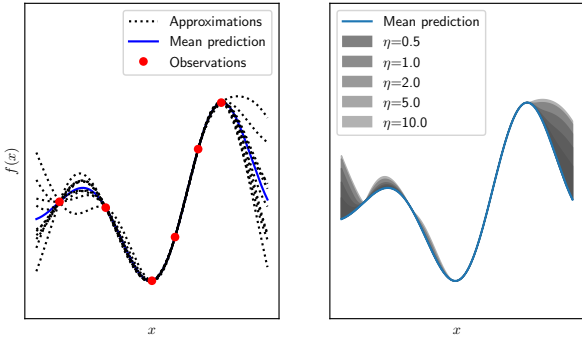 Approximations
Mean prediction
Observations
f(x)
x
Mean prediction
η=0.5
η=1.0
η=2.0
η=5.0
η=10.0
x